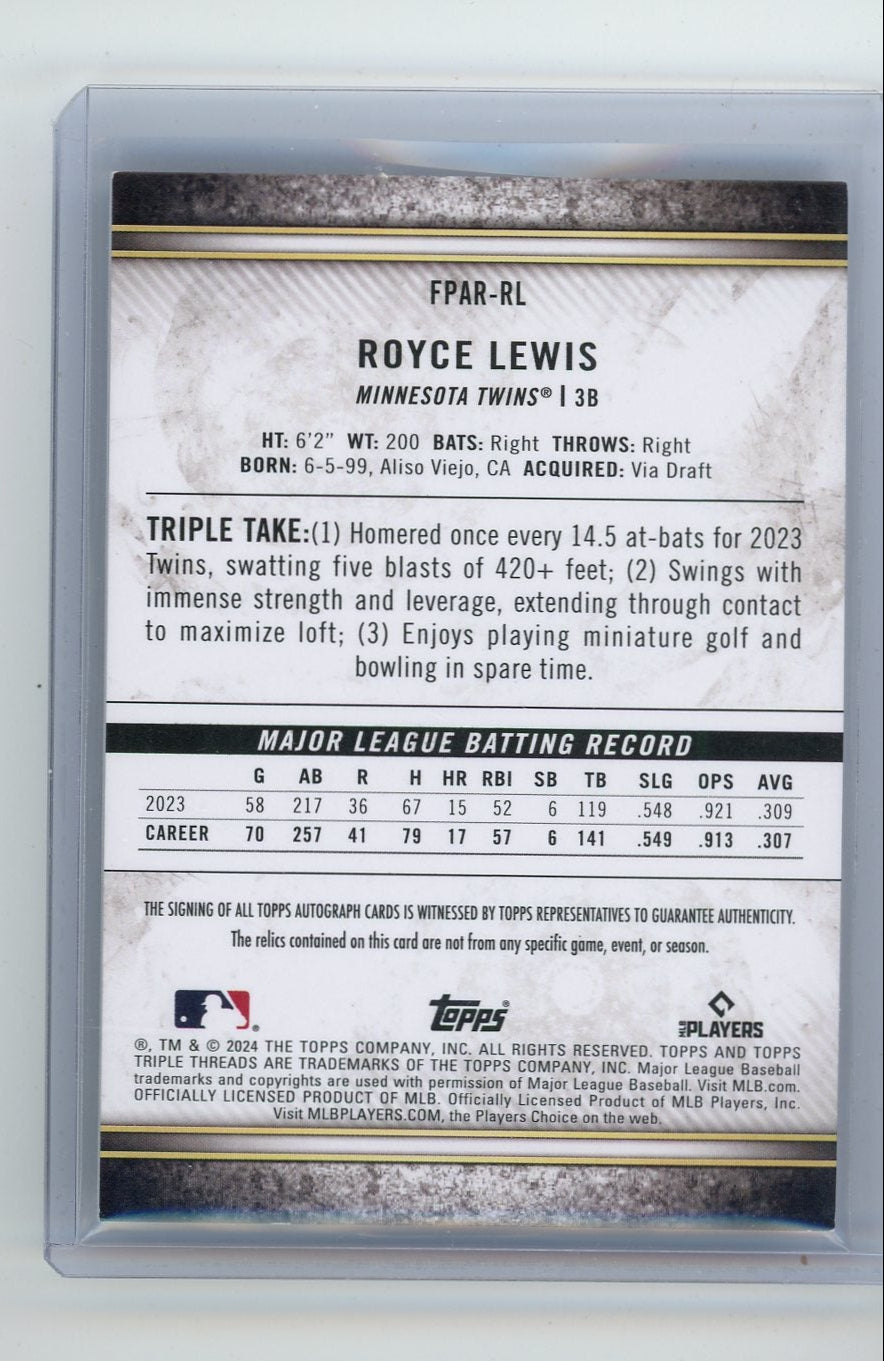 FPAR-RL
ROYCE LEWIS
MINNESOTA TWINS® | 3B
HT: 6'2" WT: 200 BATS: Right THROWS: Right
BORN: 6-5-99, Aliso Viejo, CA ACQUIRED: Via Draft
TRIPLE TAKE:(1) Homered once every 14.5 at-bats for 2023
Twins, swatting five blasts of 420+ feet; (2) Swings with
immense strength and leverage, extending through contact
to maximize loft; (3) Enjoys playing miniature golf and
bowling in spare time.
MAJOR LEAGUE BATTING RECORD
G AB R H HR RBI SB TB SLG OPS AVG
2023 58 217 36 67 15 52 6 119 .548 .921 .309
CAREER 70 257 41 79 17 57 6 141 .549 .913 .307
THE SIGNING OF ALL TOPPS AUTOGRAPH CARDS IS WITNESSED BY TOPPS REPRESENTATIVES TO GUARANTEE AUTHENTICITY.
The relics contained on this card are not from any specific game, event, or season.
® topps® MLB PLAYERS
®, TM & © 2024 THE TOPPS COMPANY, INC. ALL RIGHTS RESERVED. TOPPS AND TOPPS
TRIPLE THREADS ARE TRADEMARKS OF THE TOPPS COMPANY, INC. Major League Baseball
trademarks and copyrights are used with permission of Major League Baseball. Visit MLB.com.
OFFICIALLY LICENSED PRODUCT OF MLB. Officially Licensed Product of MLB Players, Inc.
Visit MLBPLAYERS.COM, the Players Choice on the web.